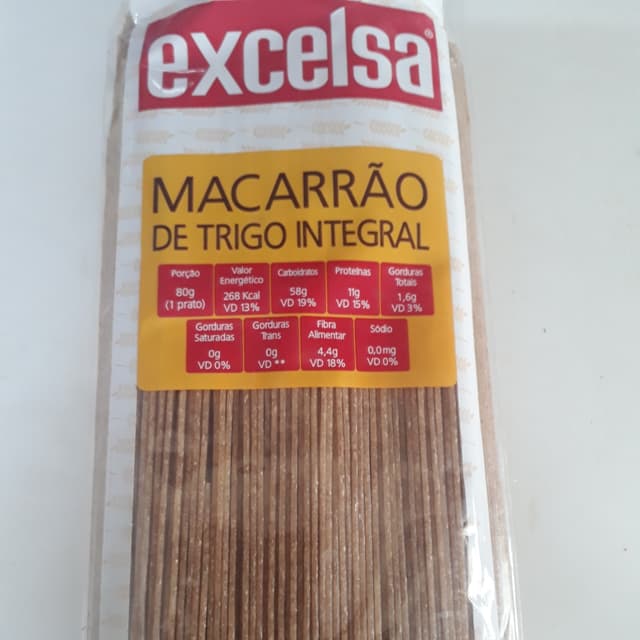 excelsa®
MACARRÃO
DE TRIGO INTEGRAL
Porção
80g
(1 prato)
Valor
Energético
268 Kcal
VD 13%
Carboidratos
58g
VD 19%
Proteínas
11g
VD 15%
Gorduras
Totais
1,6g
VD 3%
Gorduras
Saturadas
0g
VD 0%
Gorduras
Trans
0g
VD **
Fibra
Alimentar
4,4g
VD 18%
Sódio
0,0mg
VD 0%